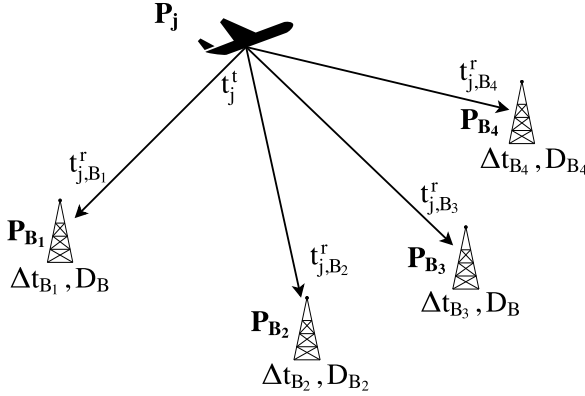 P_j
t_j^t
t_{j,B_4}^r
P_{B_4}
Δt_{B_4}, D_{B_4}
t_{j,B_1}^r
t_{j,B_3}^r
P_{B_1}
Δt_{B_1}, D_B
t_{j,B_2}^r
P_{B_3}
Δt_{B_3}, D_B
P_{B_2}
Δt_{B_2}, D_{B_2}